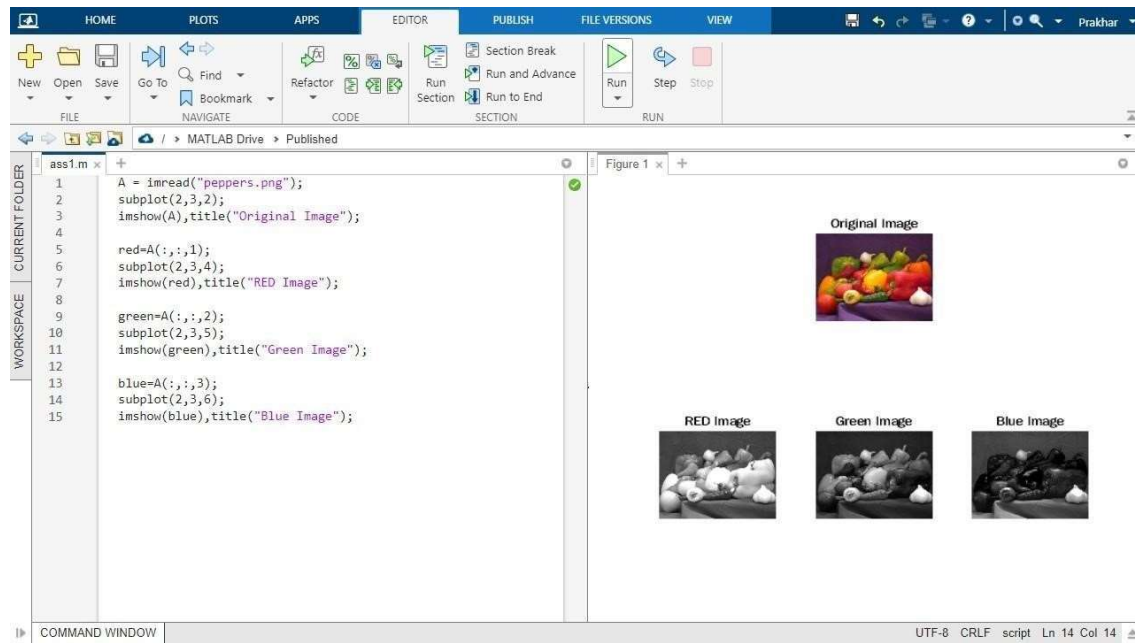 HOME PLOTS APPS EDITOR PUBLISH FILE VERSIONS VIEW Prakhar
New Open Save
FILE
Go To Find Bookmark
NAVIGATE
Refactor
CODE
Run Section
Section Break
Run and Advance
Run to End
SECTION
Run Step Stop
RUN
/ > MATLAB Drive > Published
CURRENT FOLDER
WORKSPACE
ass1.m × +
1 A = imread("peppers.png");
2 subplot(2,3,2);
3 imshow(A),title("Original Image");
4
5 red=A(:,:,1);
6 subplot(2,3,4);
7 imshow(red),title("RED Image");
8
9 green=A(:,:,2);
10 subplot(2,3,5);
11 imshow(green),title("Green Image");
12
13 blue=A(:,:,3);
14 subplot(2,3,6);
15 imshow(blue),title("Blue Image");
Figure 1 × +
Original Image
RED Image Green Image Blue Image
COMMAND WINDOW
UTF-8 CRLF script Ln 14 Col 14